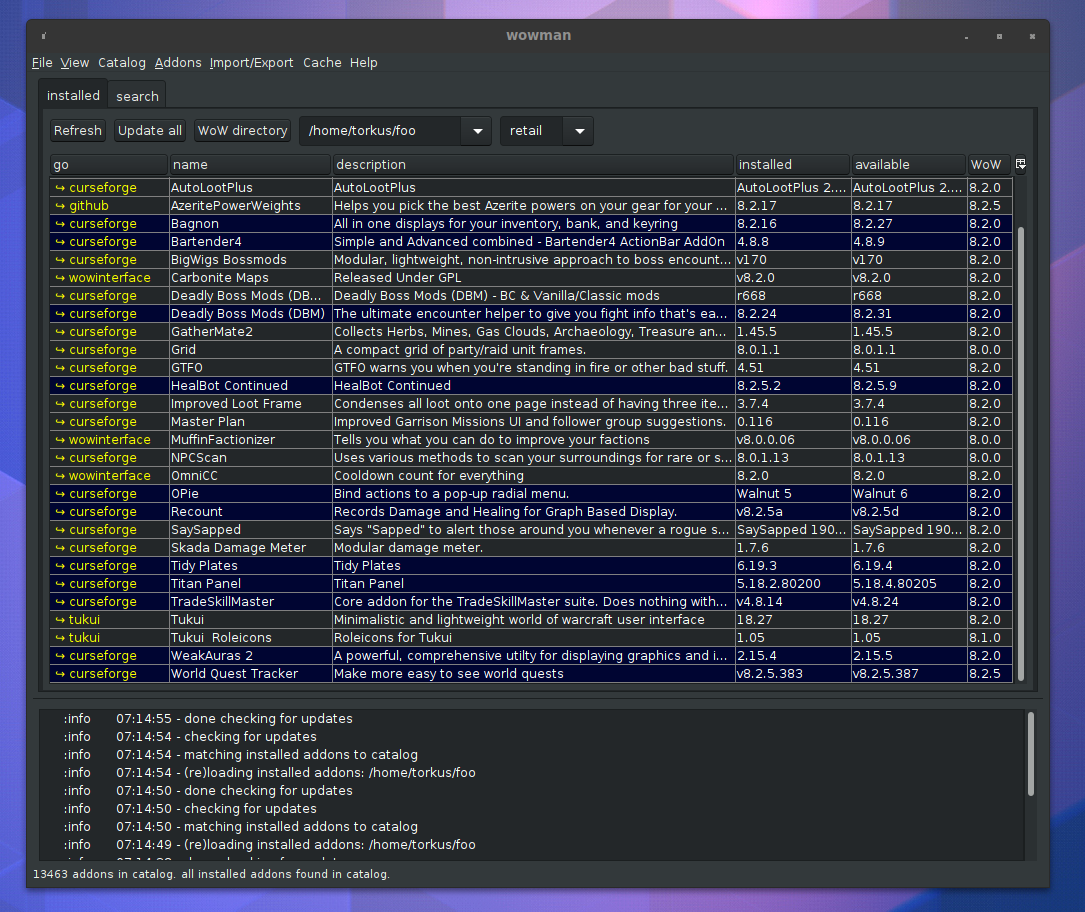 wowman
File View Catalog Addons Import/Export Cache Help
installed search
Refresh Update all WoW directory /home/torkus/foo retail
go name description installed available WoW
↪ curseforge AutoLootPlus AutoLootPlus AutoLootPlus 2.... AutoLootPlus 2.... 8.2.0
↪ github AzeritePowerWeights Helps you pick the best Azerite powers on your gear for your ... 8.2.17 8.2.17 8.2.5
↪ curseforge Bagnon All in one displays for your inventory, bank, and keyring 8.2.16 8.2.27 8.2.0
↪ curseforge Bartender4 Simple and Advanced combined - Bartender4 ActionBar AddOn 4.8.8 4.8.9 8.2.0
↪ curseforge BigWigs Bossmods Modular, lightweight, non-intrusive approach to boss encount... v170 v170 8.2.0
↪ wowinterface Carbonite Maps Released Under GPL v8.2.0 v8.2.0 8.2.0
↪ curseforge Deadly Boss Mods (DB... Deadly Boss Mods (DBM) - BC & Vanilla/Classic mods r668 r668 8.2.0
↪ curseforge Deadly Boss Mods (DBM) The ultimate encounter helper to give you fight info that's ea... 8.2.24 8.2.31 8.2.0
↪ curseforge GatherMate2 Collects Herbs, Mines, Gas Clouds, Archaeology, Treasure an... 1.45.5 1.45.5 8.2.0
↪ curseforge Grid A compact grid of party/raid unit frames. 8.0.1.1 8.0.1.1 8.0.0
↪ curseforge GTFO GTFO warns you when you're standing in fire or other bad stuff. 4.51 4.51 8.2.0
↪ curseforge HealBot Continued HealBot Continued 8.2.5.2 8.2.5.9 8.2.0
↪ curseforge Improved Loot Frame Condenses all loot onto one page instead of having three ite... 3.7.4 3.7.4 8.2.0
↪ curseforge Master Plan Improved Garrison Missions UI and follower group suggestions. 0.116 0.116 8.2.0
↪ wowinterface MuffinFactionizer Tells you what you can do to improve your factions v8.0.0.06 v8.0.0.06 8.0.0
↪ curseforge NPCScan Uses various methods to scan your surroundings for rare or s... 8.0.1.13 8.0.1.13 8.0.0
↪ wowinterface OmniCC Cooldown count for everything 8.2.0 8.2.0 8.2.0
↪ curseforge OPie Bind actions to a pop-up radial menu. Walnut 5 Walnut 6 8.2.0
↪ curseforge Recount Records Damage and Healing for Graph Based Display. v8.2.5a v8.2.5d 8.2.0
↪ curseforge SaySapped Says "Sapped" to alert those around you whenever a rogue s... SaySapped 190... SaySapped 190... 8.2.0
↪ curseforge Skada Damage Meter Modular damage meter. 1.7.6 1.7.6 8.2.0
↪ curseforge Tidy Plates Tidy Plates 6.19.3 6.19.4 8.2.0
↪ curseforge Titan Panel Titan Panel 5.18.2.80200 5.18.4.80205 8.2.0
↪ curseforge TradeSkillMaster Core addon for the TradeSkillMaster suite. Does nothing with... v4.8.14 v4.8.24 8.2.0
↪ tukui Tukui Minimalistic and lightweight world of warcraft user interface 18.27 18.27 8.2.0
↪ tukui Tukui Roleicons Roleicons for Tukui 1.05 1.05 8.1.0
↪ curseforge WeakAuras 2 A powerful, comprehensive utilty for displaying graphics and i... 2.15.4 2.15.5 8.2.0
↪ curseforge World Quest Tracker Make more easy to see world quests v8.2.5.383 v8.2.5.387 8.2.5
:info 07:14:55 - done checking for updates
:info 07:14:54 - checking for updates
:info 07:14:54 - matching installed addons to catalog
:info 07:14:54 - (re)loading installed addons: /home/torkus/foo
:info 07:14:50 - done checking for updates
:info 07:14:50 - checking for updates
:info 07:14:50 - matching installed addons to catalog
:info 07:14:49 - (re)loading installed addons: /home/torkus/foo
13463 addons in catalog. all installed addons found in catalog.